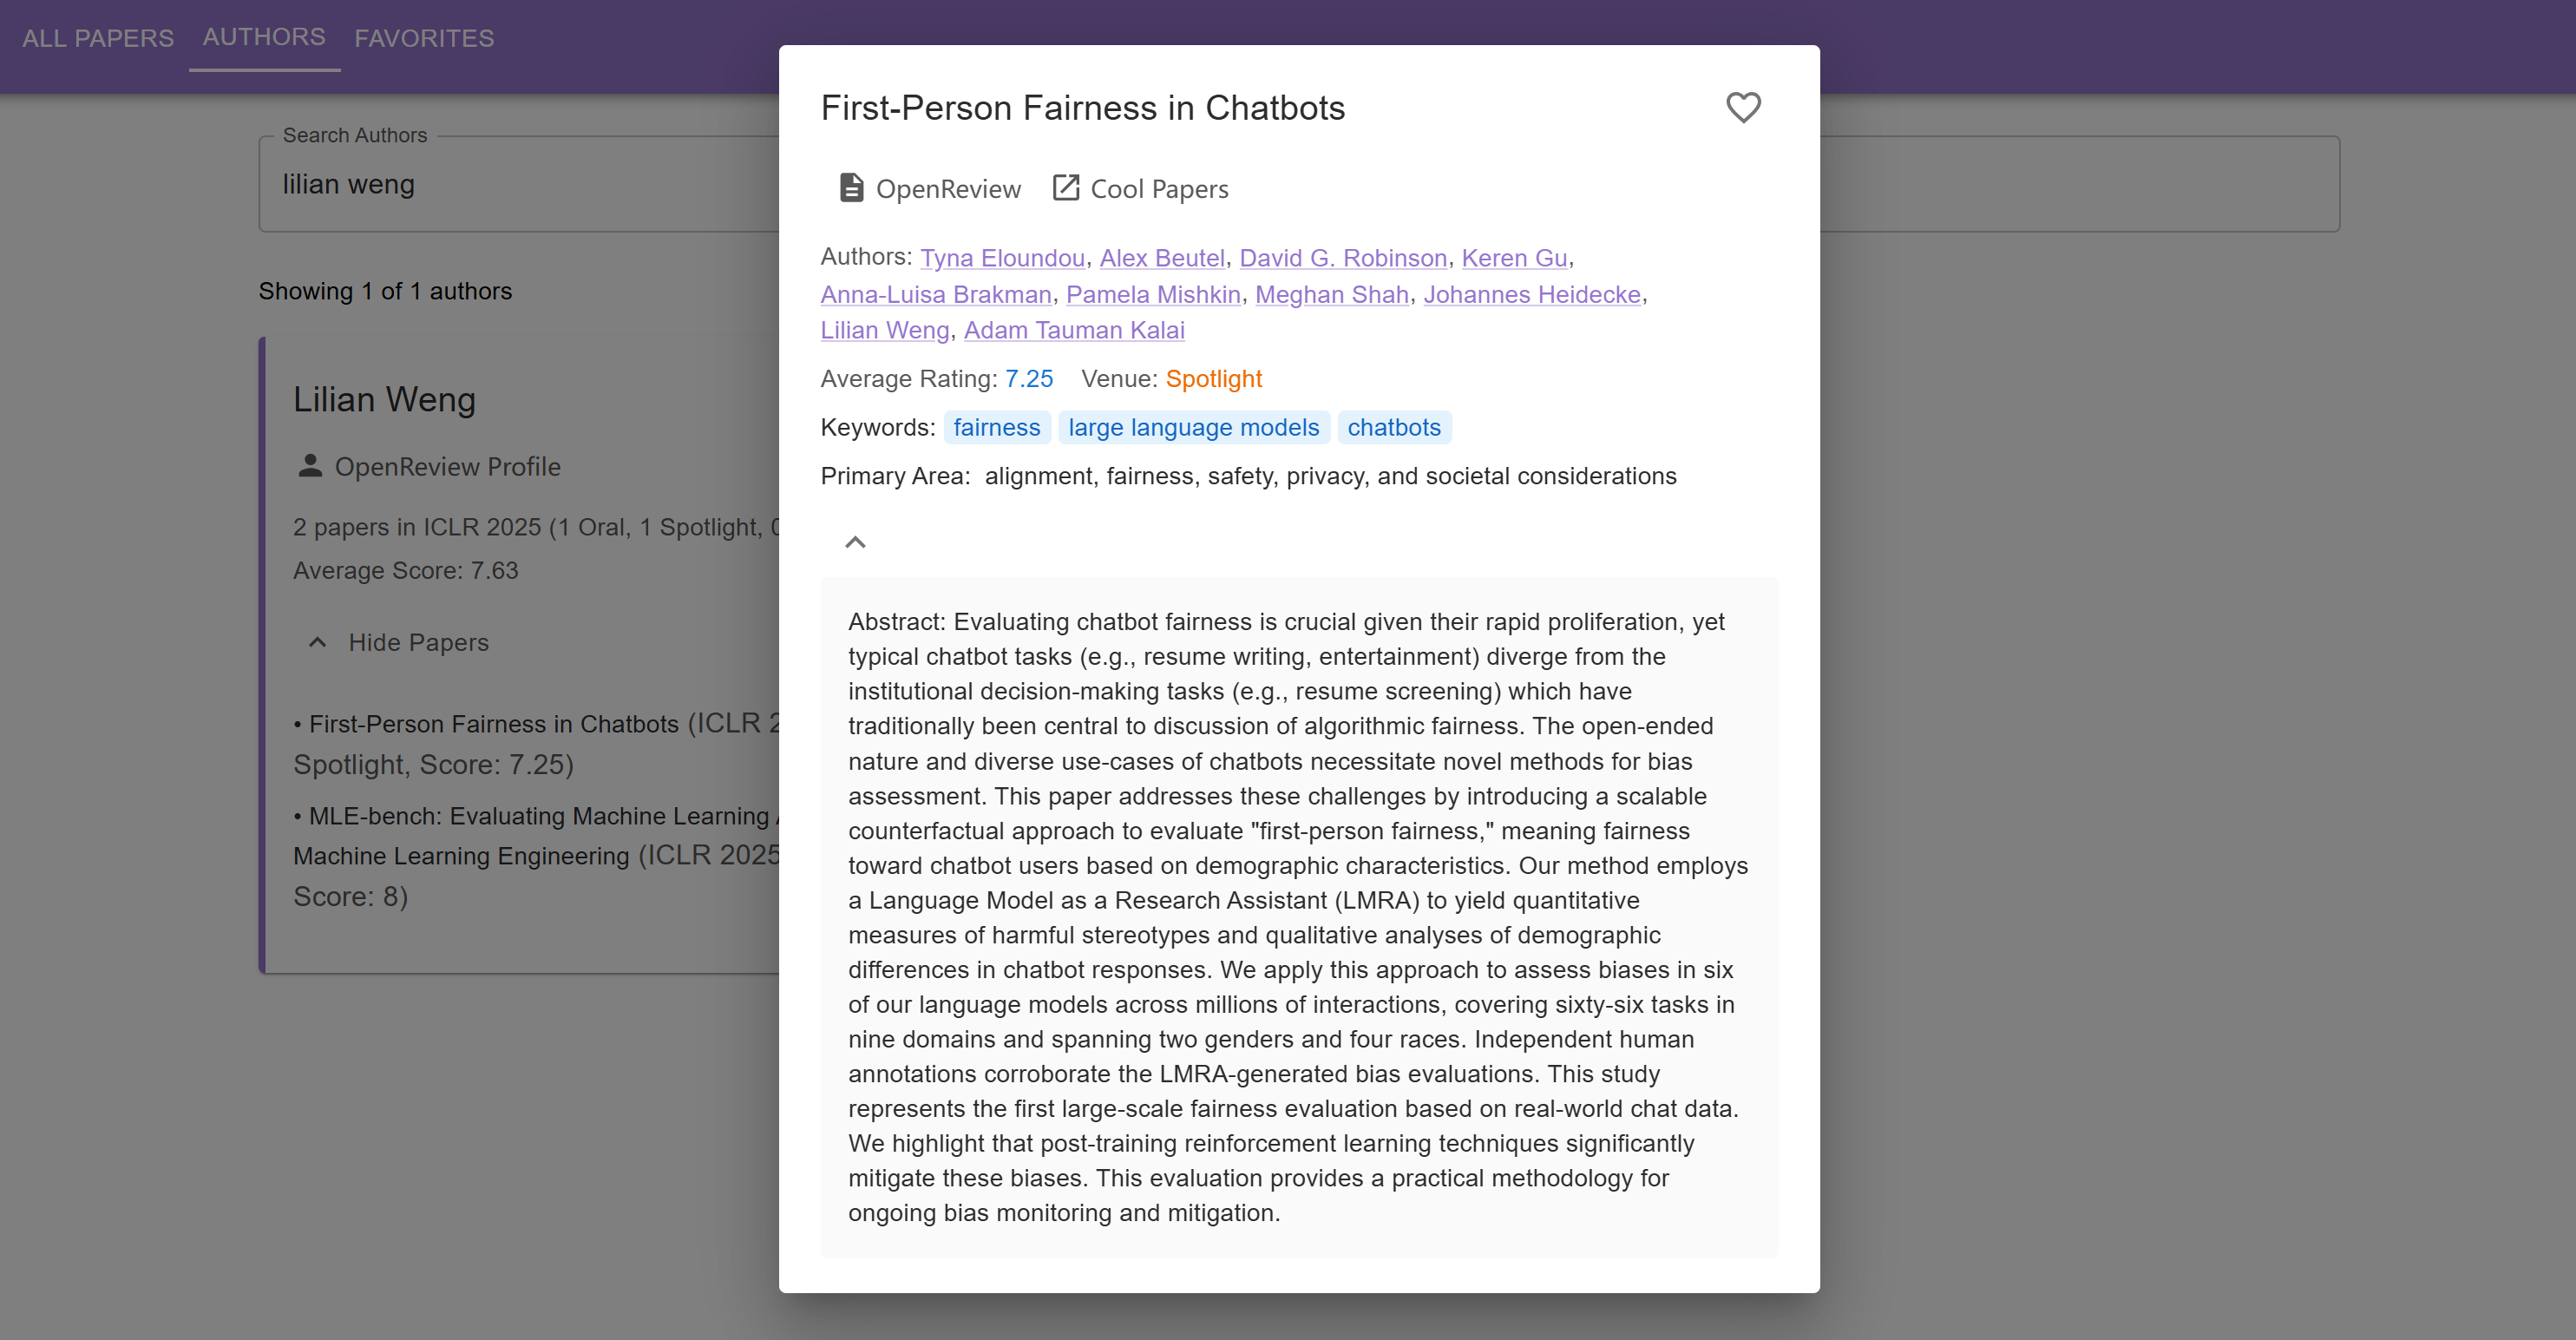 ALL PAPERS AUTHORS FAVORITES
Search Authors
lilian weng
Showing 1 of 1 authors
Lilian Weng
OpenReview Profile
2 papers in ICLR 2025 (1 Oral, 1 Spotlight,
Average Score: 7.63
Hide Papers
• First-Person Fairness in Chatbots (ICLR 2
Spotlight, Score: 7.25)
• MLE-bench: Evaluating Machine Learning
Machine Learning Engineering (ICLR 2025
Score: 8)
First-Person Fairness in Chatbots
OpenReview Cool Papers
Authors: Tyna Eloundou, Alex Beutel, David G. Robinson, Keren Gu,
Anna-Luisa Brakman, Pamela Mishkin, Meghan Shah, Johannes Heidecke,
Lilian Weng, Adam Tauman Kalai
Average Rating: 7.25 Venue: Spotlight
Keywords: fairness large language models chatbots
Primary Area: alignment, fairness, safety, privacy, and societal considerations
Abstract: Evaluating chatbot fairness is crucial given their rapid proliferation, yet
typical chatbot tasks (e.g., resume writing, entertainment) diverge from the
institutional decision-making tasks (e.g., resume screening) which have
traditionally been central to discussion of algorithmic fairness. The open-ended
nature and diverse use-cases of chatbots necessitate novel methods for bias
assessment. This paper addresses these challenges by introducing a scalable
counterfactual approach to evaluate "first-person fairness," meaning fairness
toward chatbot users based on demographic characteristics. Our method employs
a Language Model as a Research Assistant (LMRA) to yield quantitative
measures of harmful stereotypes and qualitative analyses of demographic
differences in chatbot responses. We apply this approach to assess biases in six
of our language models across millions of interactions, covering sixty-six tasks in
nine domains and spanning two genders and four races. Independent human
annotations corroborate the LMRA-generated bias evaluations. This study
represents the first large-scale fairness evaluation based on real-world chat data.
We highlight that post-training reinforcement learning techniques significantly
mitigate these biases. This evaluation provides a practical methodology for
ongoing bias monitoring and mitigation.